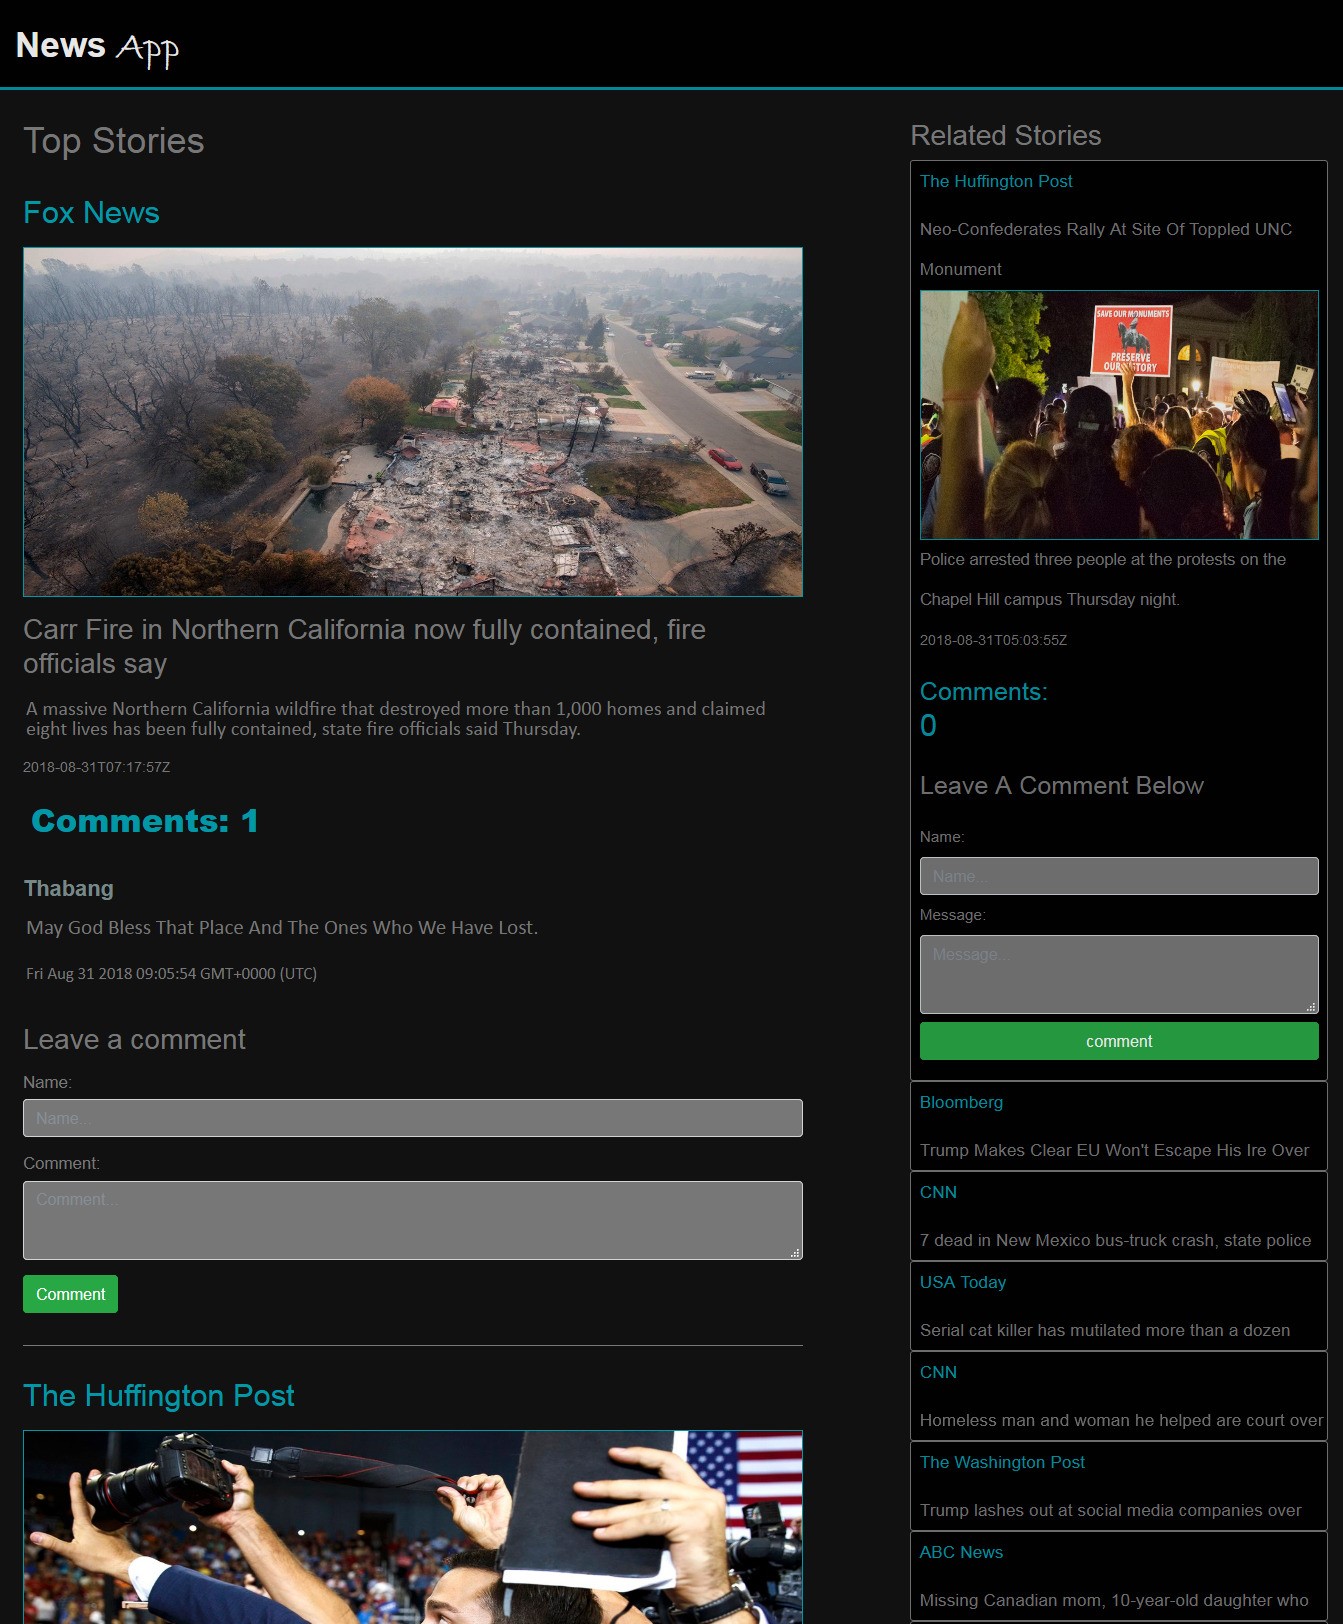 News App
Top Stories
Fox News
Carr Fire in Northern California now fully contained, fire
officials say
A massive Northern California wildfire that destroyed more than 1,000 homes and claimed
eight lives has been fully contained, state fire officials said Thursday.
2018-08-31T07:17:57Z
Comments: 1
Thabang
May God Bless That Place And The Ones Who We Have Lost.
Fri Aug 31 2018 09:05:54 GMT+0000 (UTC)
Leave a comment
Name:
Name...
Comment:
Comment...
Comment
The Huffington Post
Related Stories
The Huffington Post
Neo-Confederates Rally At Site Of Toppled UNC
Monument
SAVE OUR MONUMENTS
PRESERVE
OUR HISTORY
Police arrested three people at the protests on the
Chapel Hill campus Thursday night.
2018-08-31T05:03:55Z
Comments:
0
Leave A Comment Below
Name:
Name...
Message:
Message...
comment
Bloomberg
Trump Makes Clear EU Won't Escape His Ire Over
CNN
7 dead in New Mexico bus-truck crash, state police
USA Today
Serial cat killer has mutilated more than a dozen
CNN
Homeless man and woman he helped are court over
The Washington Post
Trump lashes out at social media companies over
ABC News
Missing Canadian mom, 10-year-old daughter who